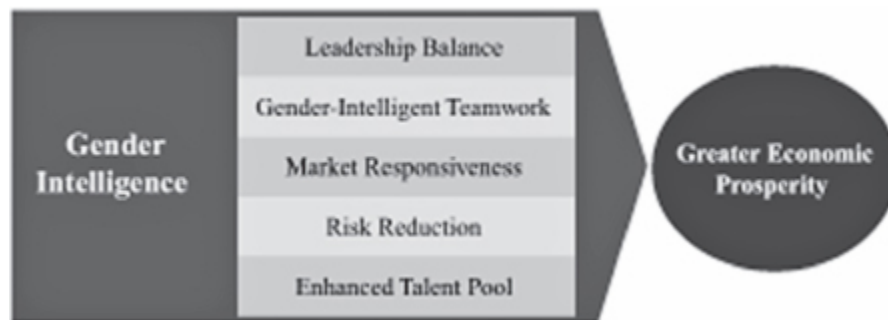 Gender
Intelligence
Leadership Balance
Gender-Intelligent Teamwork
Market Responsiveness
Risk Reduction
Enhanced Talent Pool
Greater Economic
Prosperity